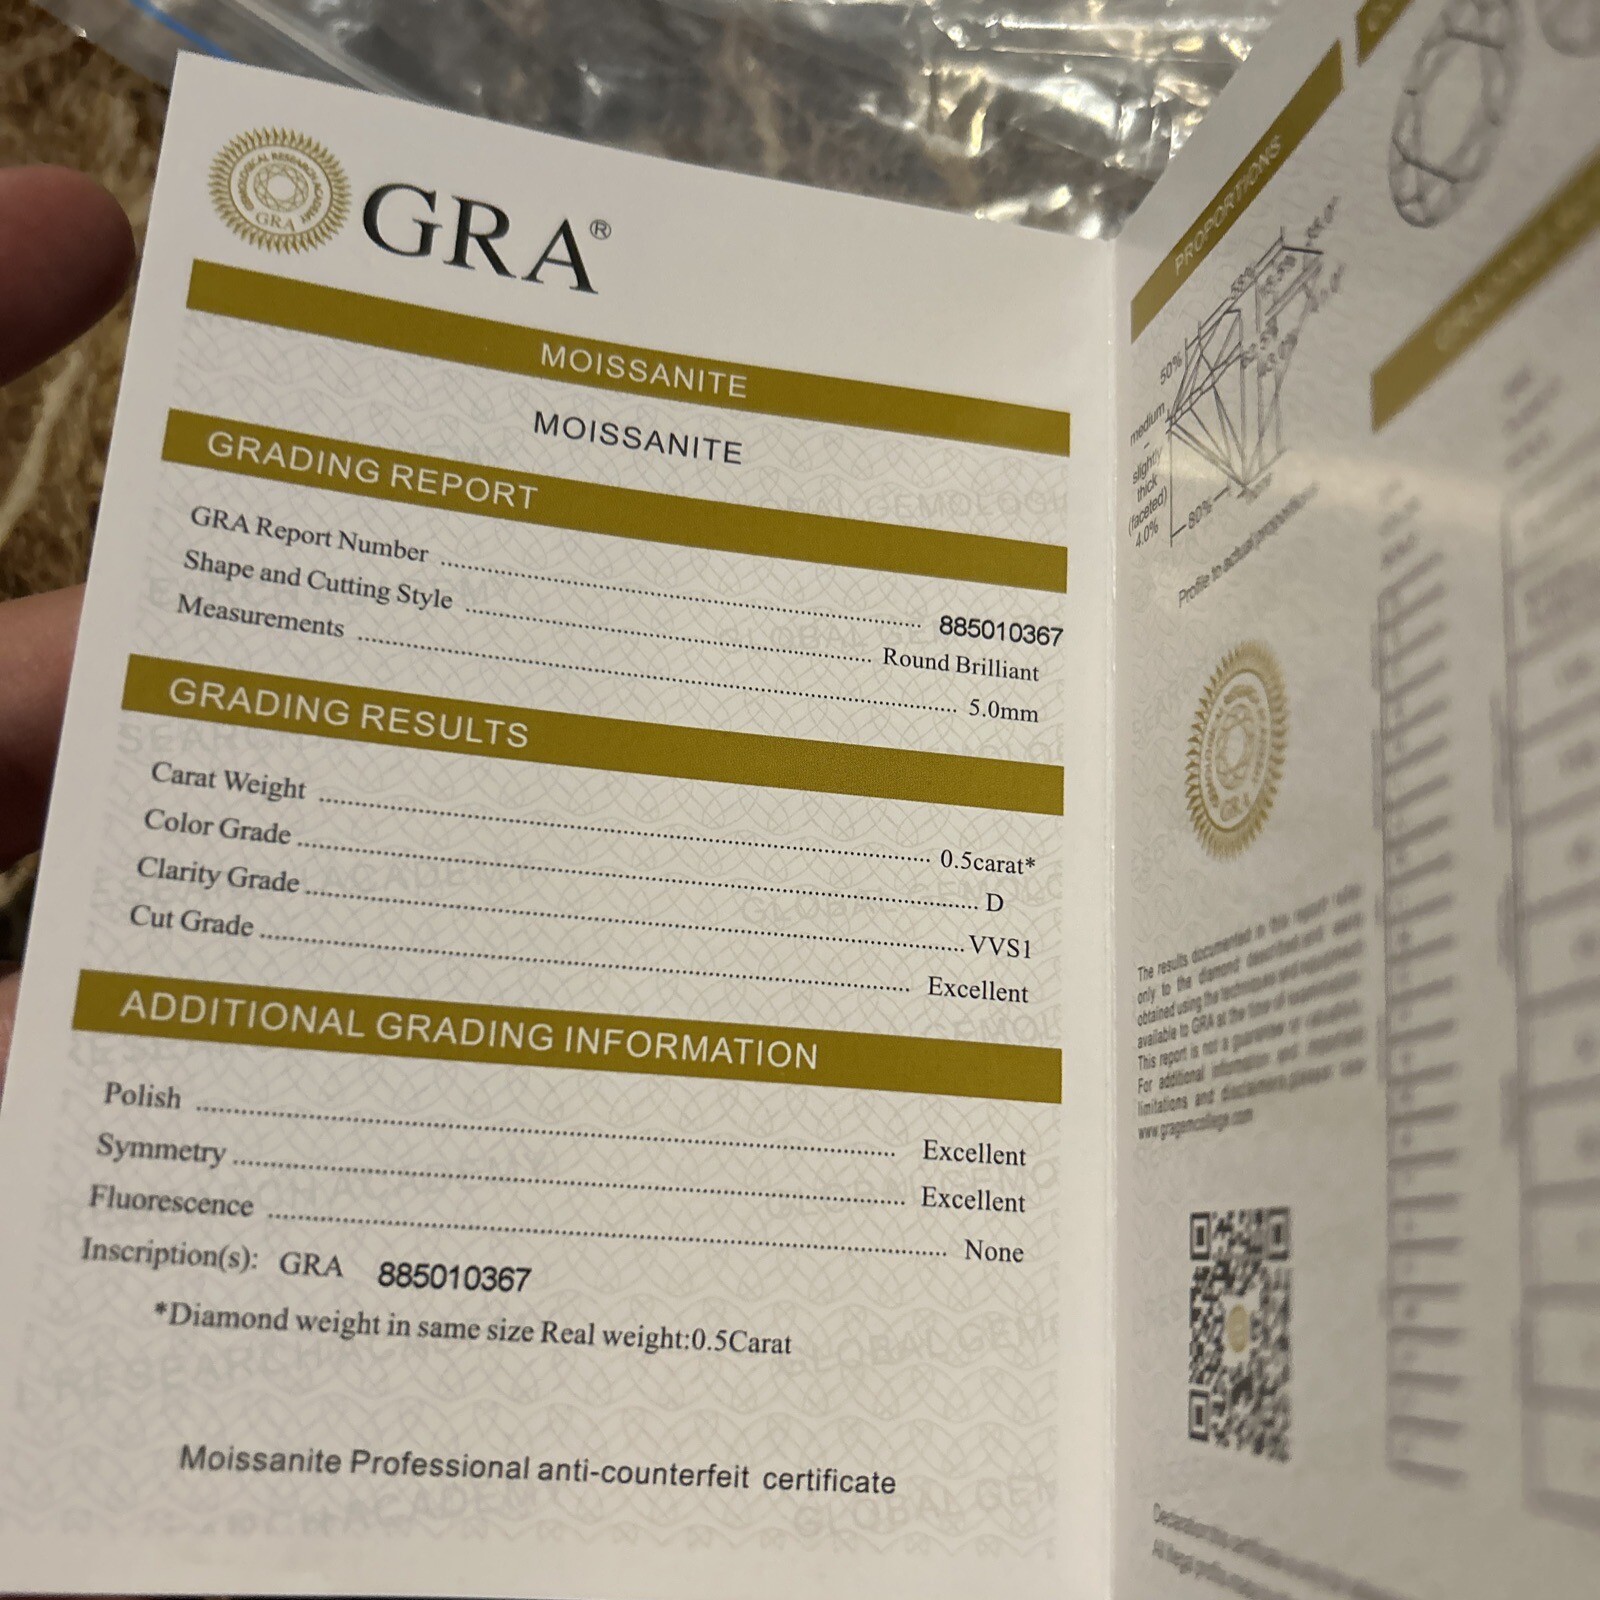 GRA®
MOISSANITE
MOISSANITE
GRADING REPORT
GRA Report Number 885010367
Shape and Cutting Style Round Brilliant
Measurements 5.0mm
GRADING RESULTS
Carat Weight 0.5carat*
Color Grade D
Clarity Grade VVS1
Cut Grade Excellent
ADDITIONAL GRADING INFORMATION
Polish Excellent
Symmetry Excellent
Fluorescence None
Inscription(s): GRA 885010367
*Diamond weight in same size Real weight:0.5Carat
Moissanite Professional anti-counterfeit certificate
PROPORTIONS
50%
medium
-
slightly
thick
(faceted)
4.0%
80%
Profile to actual proportions
GRA
The results documented in this report refer
only to the diamond described and were
obtained using the techniques and equipment
available to GRA at the time of examination.
This report is not a guarantee or valuation.
For additional information and important
limitations and disclaimers,please see
www.gragemcollege.com